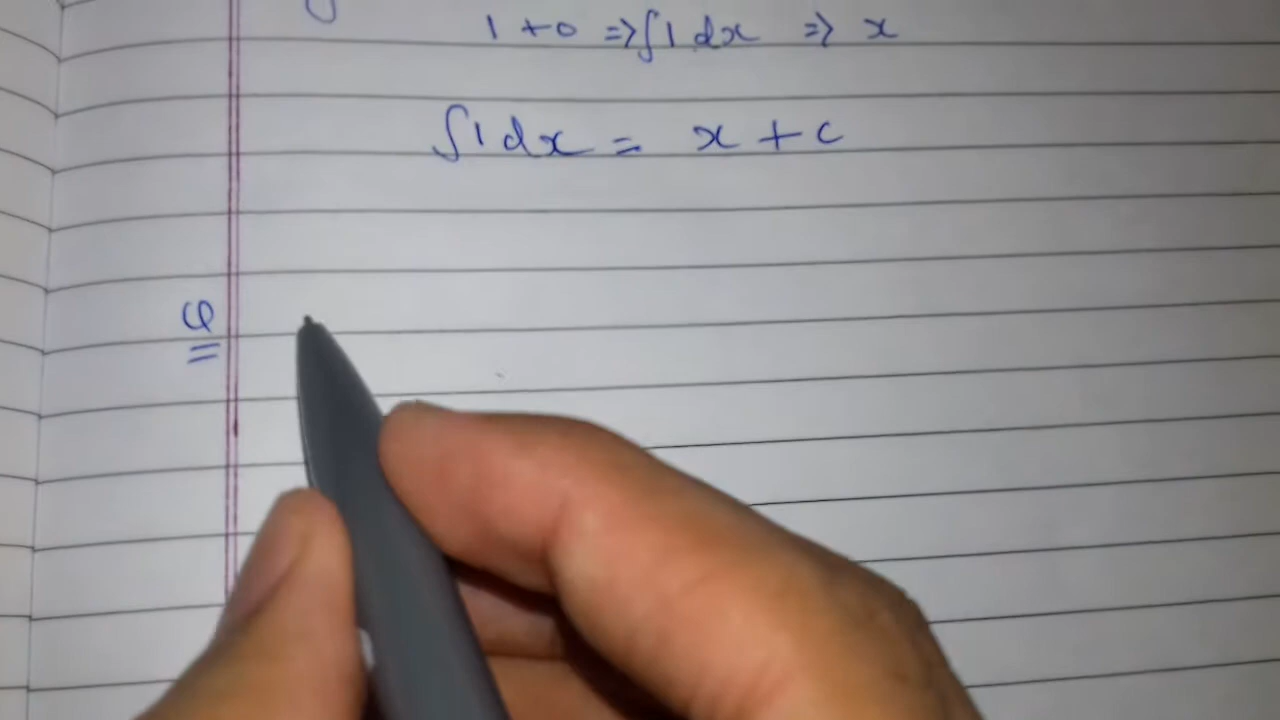 1 + 0 => ∫1 dx => x
∫1 dx = x + c
φ